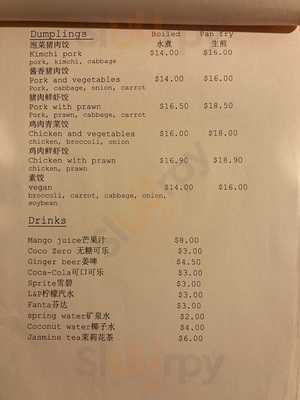 Dumplings Boiled Pan fry
泡菜猪肉饺 水煮 生煎
Kimchi pork $14.00 $16.00
pork, kimchi, cabbage
酱香猪肉饺
Pork and vegetables $14.00 $16.00
Pork, cabbage, onion, carrot
猪肉鲜虾饺
Pork with prawn $16.50 $18.50
Pork, prawn, cabbage, carrot
鸡肉青菜饺
Chicken and vegetables $16.00 $18.00
chicken, broccoli, onion
鸡肉鲜虾饺
Chicken with prawn $16.90 $18.90
chicken, prawn
素饺
vegan $14.00 $16.00
broccoli, carrot, cabbage, onion,
soybean
Drinks
Mango juice芒果汁 $8.00
Coco Zero 无糖可乐 $3.00
Ginger beer姜啤 $4.50
Coca-Cola可口可乐 $3.00
Sprite雪碧 $3.00
L&P柠檬汽水 $3.00
Fanta芬达 $3.00
spring water矿泉水 $2.00
Coconut water椰子水 $4.00
Jasmine tea茉莉花茶 $6.00